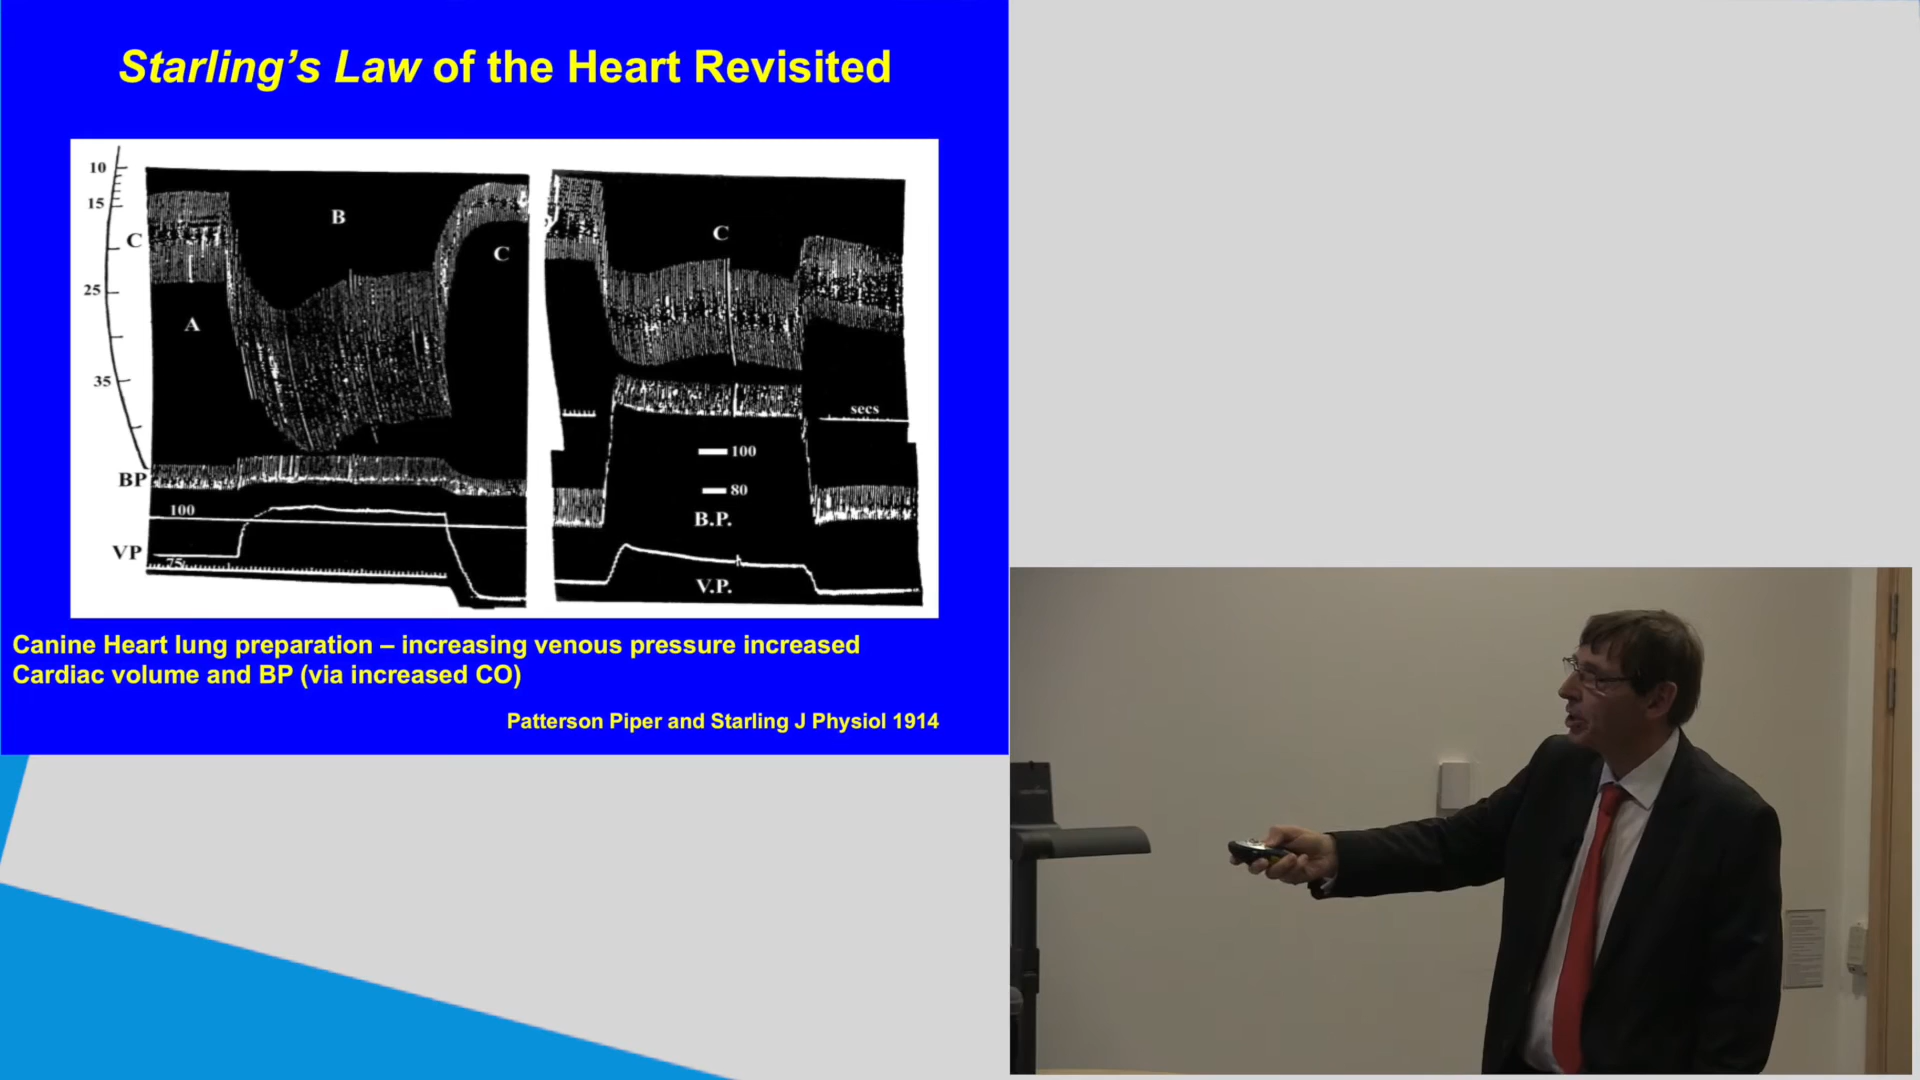 Starling's Law of the Heart Revisited
10
15
C
25
35
A
B
C
BP
100
VP
75
C
secs
100
80
B.P.
V.P.
Canine Heart lung preparation – increasing venous pressure increased
Cardiac volume and BP (via increased CO)
Patterson Piper and Starling J Physiol 1914